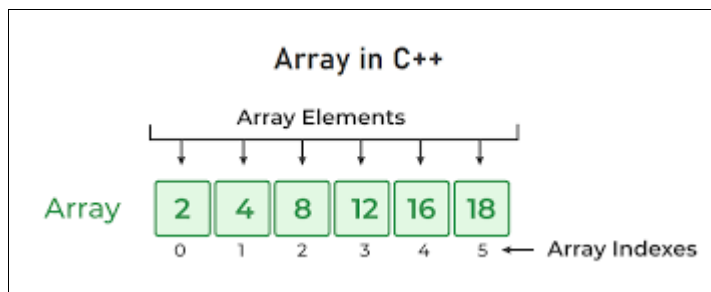 Array in C++
Array Elements
Array 2 4 8 12 16 18
0 1 2 3 4 5 Array Indexes